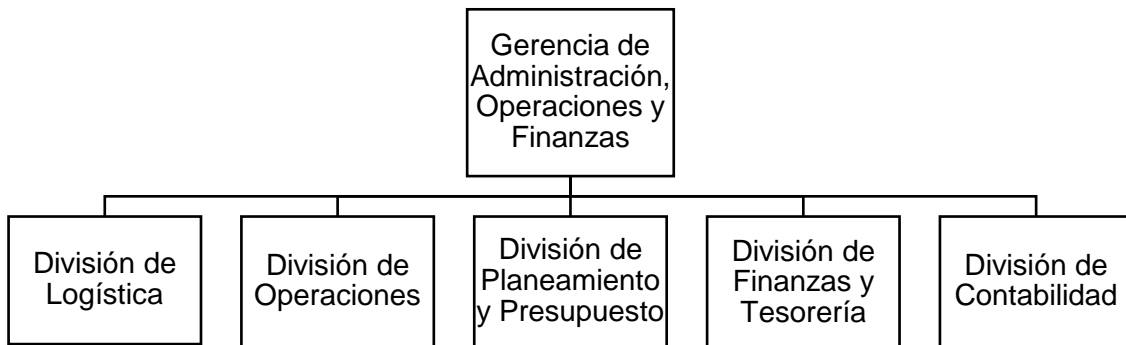 Gerencia de
Administración,
Operaciones y
Finanzas
División de
Logística
División de
Operaciones
División de
Planeamiento
y Presupuesto
División de
Finanzas y
Tesorería
División de
Contabilidad